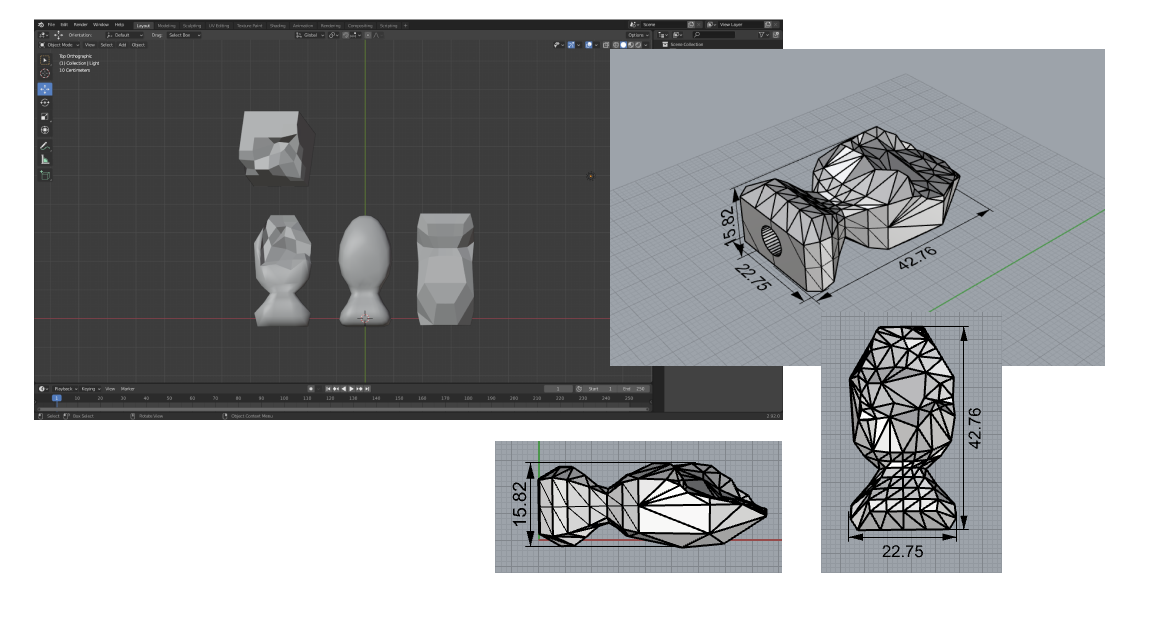 File Edit Render Window Help Layout Modeling Sculpting UV Editing Texture Paint Shading Animation Rendering Compositing Scripting + Scene View Layer
Orientation: Default Drag: Select Box Global Options
Object Mode View Select Add Object Scene Collection
Top Orthographic
(1) Collection | Light
10 Centimeters
15.82
22.75
42.76
42.76
22.75
15.82
Playback Keying View Marker 1 Start 1 End 250
1 10 20 30 40 50 60 70 80 90 100 110 120 130 140 150 160 170 180 190 200 210 220 230 240 250
Select Box Select Rotate View Object Context Menu 2.82.0